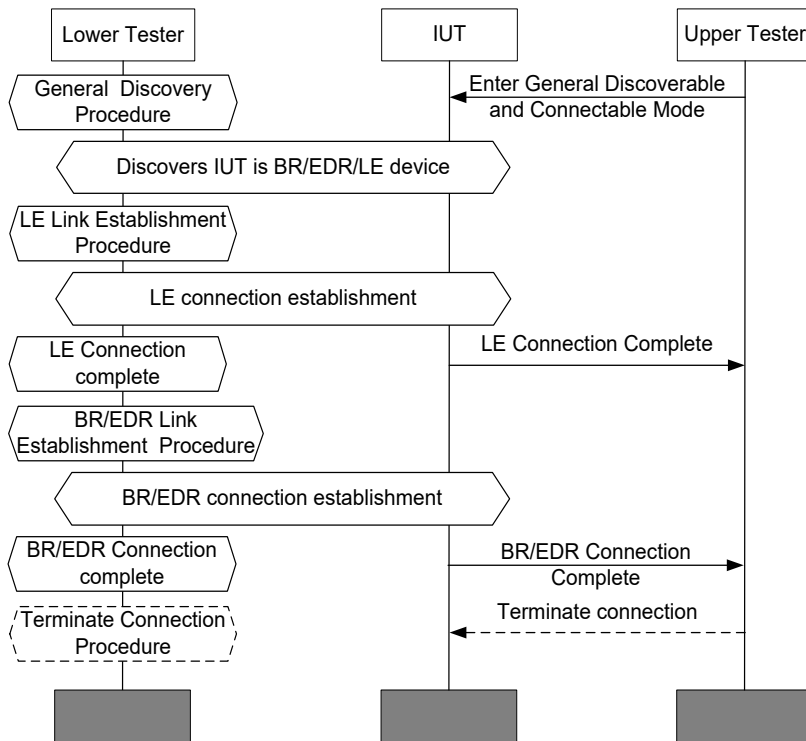 Lower Tester
IUT
Upper Tester
General Discovery
Procedure
Enter General Discoverable
and Connectable Mode
Discovers IUT is BR/EDR/LE device
LE Link Establishment
Procedure
LE connection establishment
LE Connection
complete
LE Connection Complete
BR/EDR Link
Establishment Procedure
BR/EDR connection establishment
BR/EDR Connection
complete
BR/EDR Connection
Complete
Terminate Connection
Procedure
Terminate connection